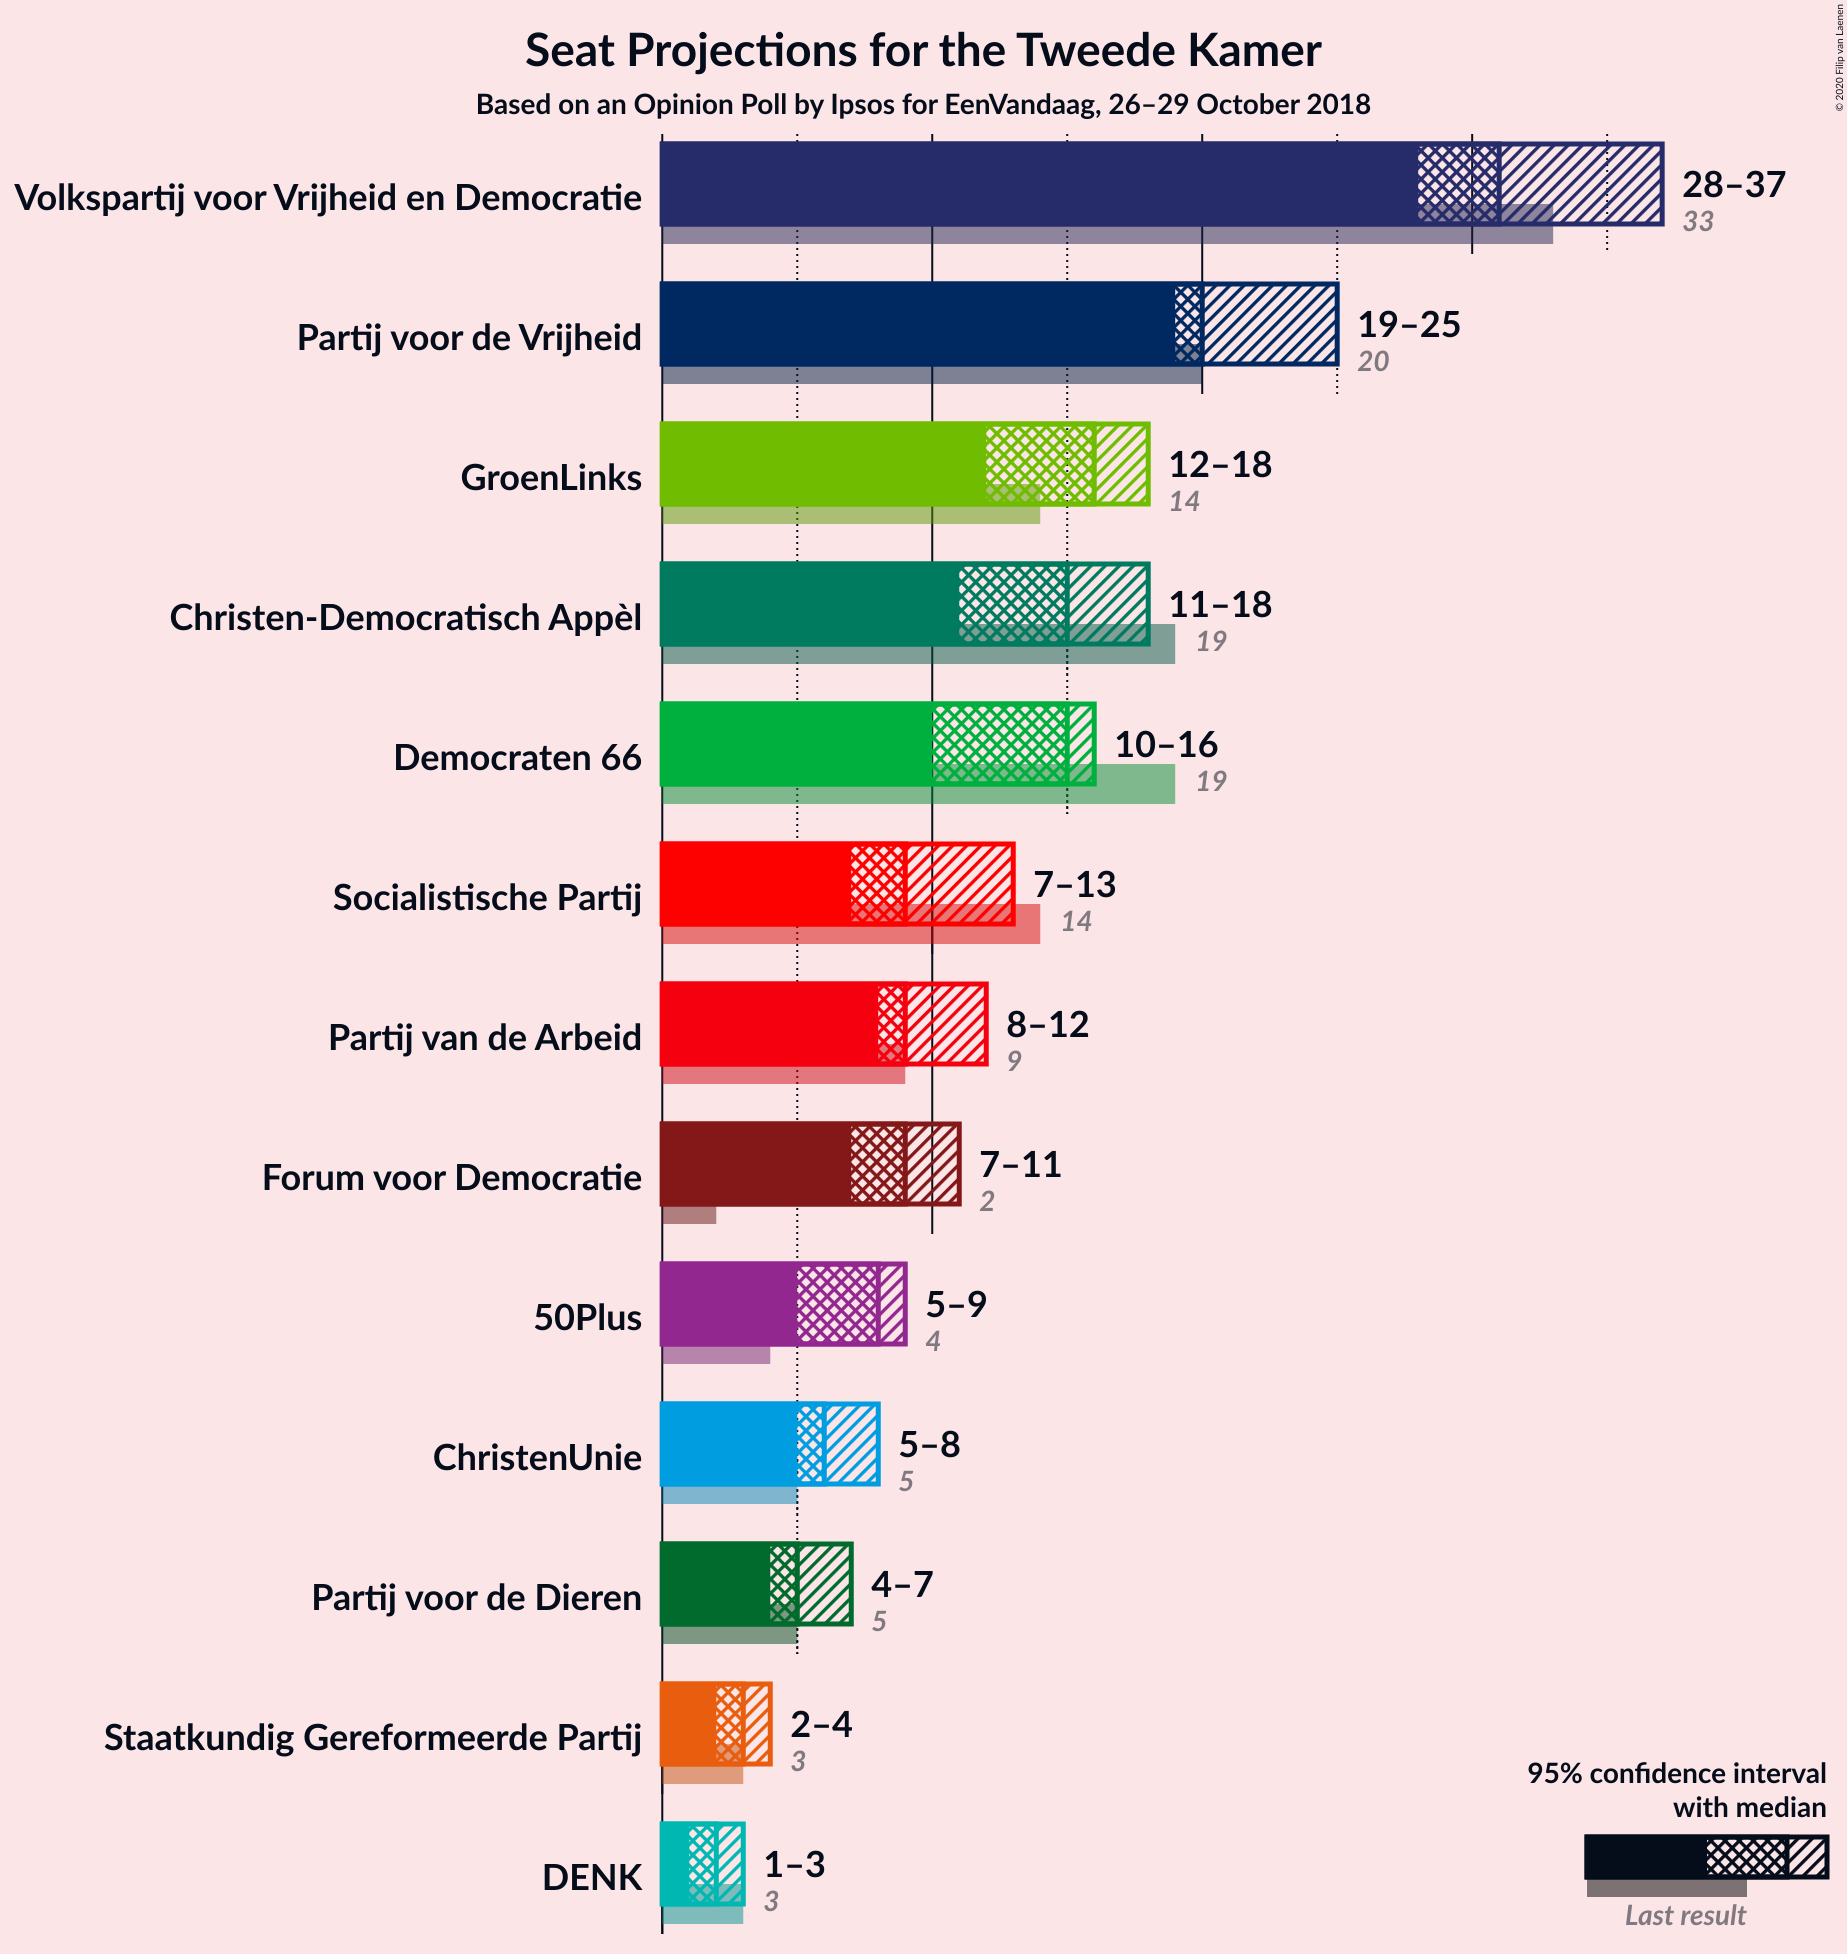 Seat Projections for the Tweede Kamer
Based on an Opinion Poll by Ipsos for EenVandaag, 26–29 October 2018
© 2020 Filip van Laenen
Volkspartij voor Vrijheid en Democratie
28–37
33
Partij voor de Vrijheid
19–25
20
GroenLinks
12–18
14
Christen-Democratisch Appèl
11–18
19
Democraten 66
10–16
19
Socialistische Partij
7–13
14
Partij van de Arbeid
8–12
9
Forum voor Democratie
7–11
2
50Plus
5–9
4
ChristenUnie
5–8
5
Partij voor de Dieren
4–7
5
Staatkundig Gereformeerde Partij
2–4
3
DENK
1–3
3
95% confidence interval
with median
Last result